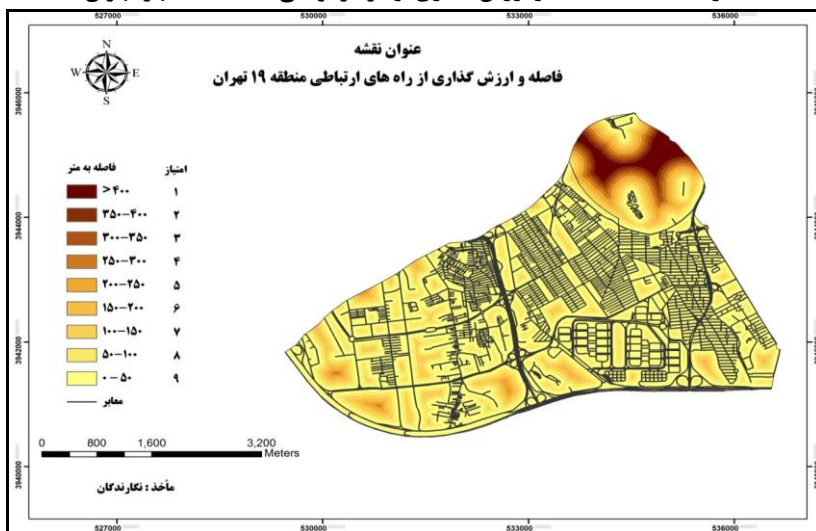 527000 530000 533000 536000
عنوان نقشه
فاصله و ارزش گذاری از راه های ارتباطی منطقه ۱۹ تهران
N
W E
S
3946000
3944000
3942000
3940000
فاصله به متر امتیاز
>۴۰۰ ۱
۳۵۰-۴۰۰ ۲
۳۰۰-۳۵۰ ۳
۲۵۰-۳۰۰ ۴
۲۰۰-۲۵۰ ۵
۱۵۰-۲۰۰ ۶
۱۰۰-۱۵۰ ۷
۵۰-۱۰۰ ۸
۰-۵۰ ۹
معابر
0 800 1,600 3,200
Meters
مأخذ : نگارندگان
527000 530000 533000 536000